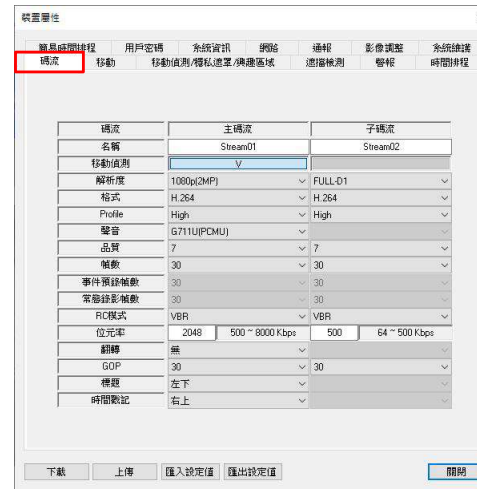 裝置屬性
簡易時間排程 用戶密碼 系統資訊 網路 通報 影像調整 系統維護
碼流 移動 移動偵測/隱私遮罩/興趣區域 遮擋檢測 警報 時間排程
碼流 主碼流 子碼流
名稱 Stream01 Stream02
移動偵測 V
解析度 1080p(2MP) FULL-D1
格式 H.264 H.264
Profile High High
聲音 G711U(PCMU)
品質 7 7
幀數 30 30
事件預錄幀數 30 30
常態錄影幀數 30 30
RC模式 VBR VBR
位元率 2048 500 ~ 8000 Kbps 500 64 ~ 500 Kbps
翻轉 無
GOP 30 30
標題 左下
時間戳記 右上
下載 上傳 匯入設定值 匯出設定值 關閉